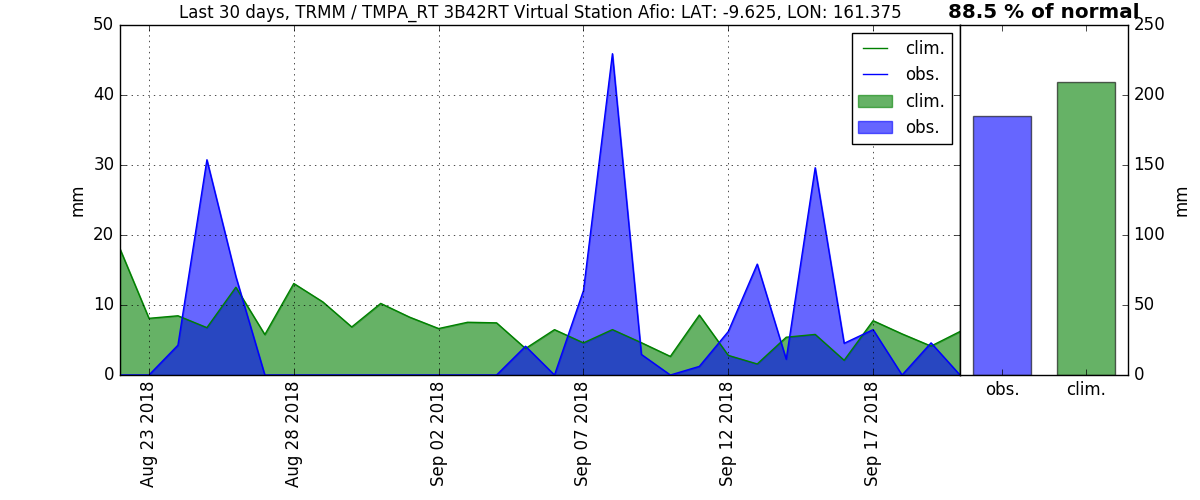 Last 30 days, TRMM / TMPA_RT 3B42RT Virtual Station Afio: LAT: -9.625, LON: 161.375
88.5 % of normal
50
40
30
20
10
0
mm
clim.
obs.
clim.
obs.
250
200
150
100
50
0
mm
Aug 23 2018
Aug 28 2018
Sep 02 2018
Sep 07 2018
Sep 12 2018
Sep 17 2018
obs.
clim.